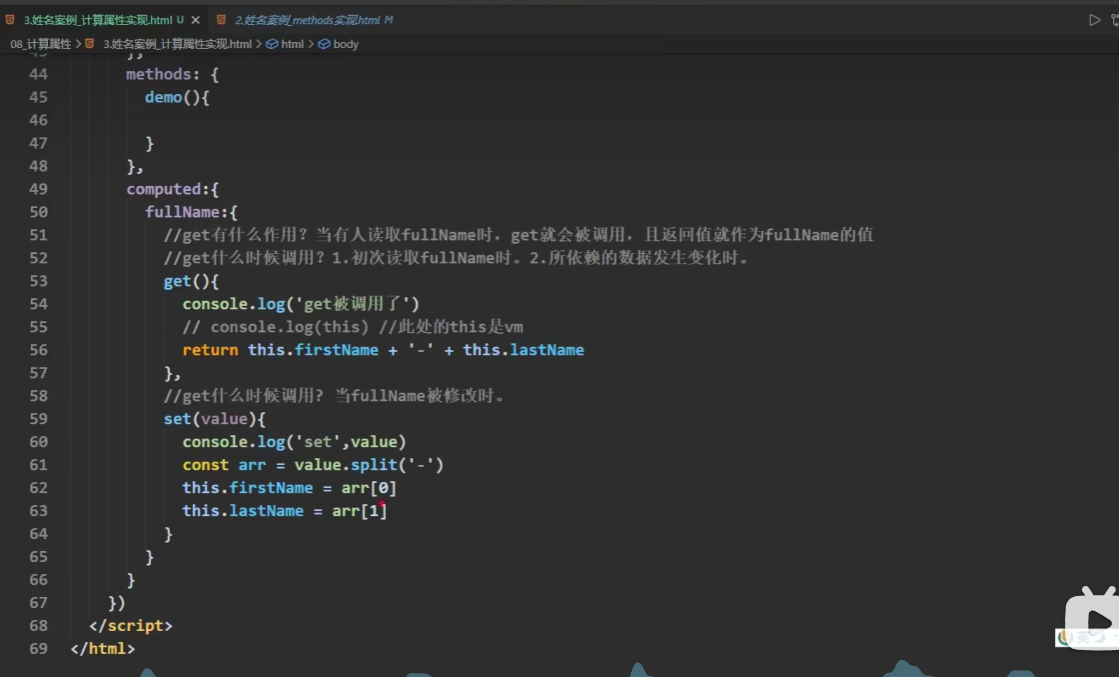 3.姓名案例_计算属性实现.html U
2.姓名案例_methods实现.html M
08_计算属性 > 3.姓名案例_计算属性实现.html > html > body
44 methods: {
45 demo(){
46
47 }
48 },
49 computed:{
50 fullName:{
51 //get有什么作用？当有人读取fullName时，get就会被调用，且返回值就作为fullName的值
52 //get什么时候调用？1.初次读取fullName时。2.所依赖的数据发生变化时。
53 get(){
54 console.log('get被调用了')
55 // console.log(this) //此处的this是vm
56 return this.firstName + '-' + this.lastName
57 },
58 //get什么时候调用? 当fullName被修改时。
59 set(value){
60 console.log('set',value)
61 const arr = value.split('-')
62 this.firstName = arr[0]
63 this.lastName = arr[1]
64 }
65 }
66 }
67 })
68 </script>
69 </html>
英